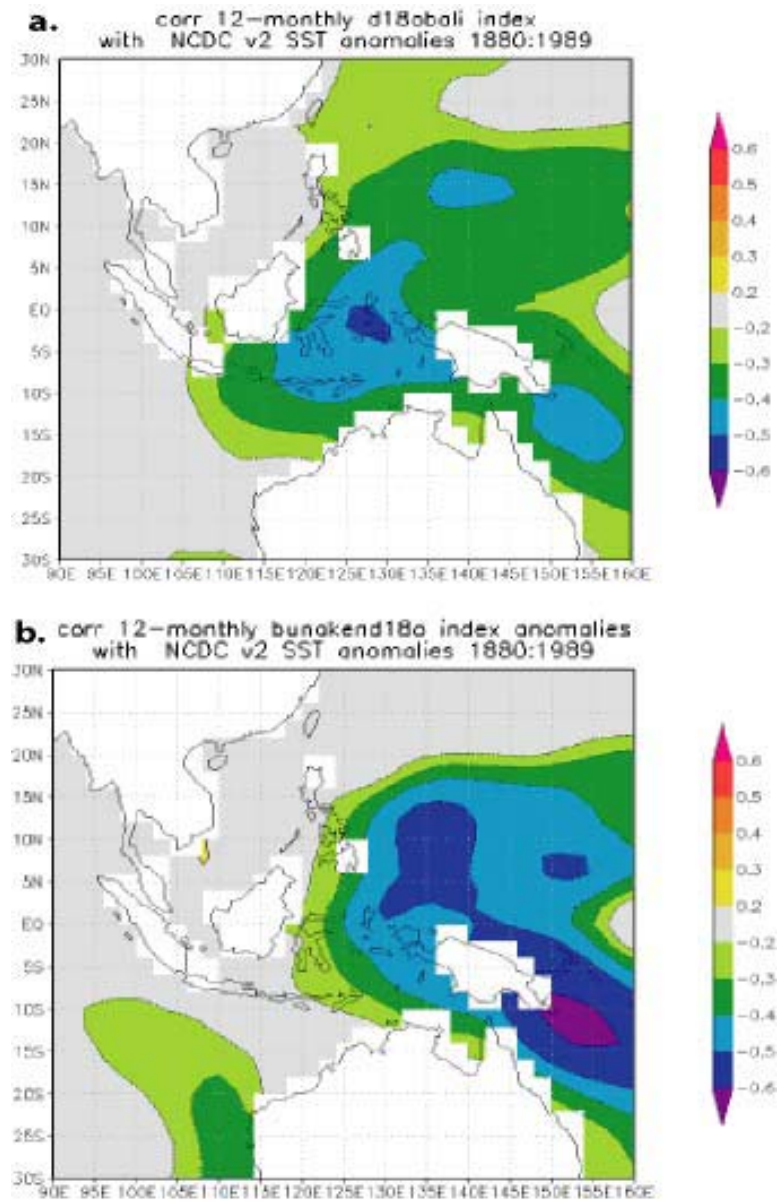 a. corr 12-monthly d18obali index
with NCDC v2 SST anomalies 1880:1989
30N
25N
20N
15N
10N
5N
EQ
5S
10S
15S
20S
25S
30S
90E 95E 100E 105E 110E 115E 120E 125E 130E 135E 140E 145E 150E 155E 160E
0.6
0.5
0.4
0.3
0.2
-0.2
-0.3
-0.4
-0.5
-0.6
b. corr 12-monthly bunakend18o index anomalies
with NCDC v2 SST anomalies 1880:1989
30N
25N
20N
15N
10N
5N
EQ
5S
10S
15S
20S
25S
30S
90E 95E 100E 105E 110E 115E 120E 125E 130E 135E 140E 145E 150E 155E 160E
0.6
0.5
0.4
0.3
0.2
-0.2
-0.3
-0.4
-0.5
-0.6